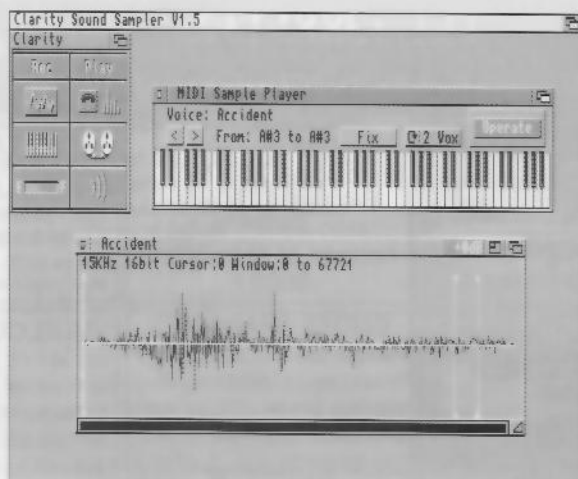 Clarity Sound Sampler V1.5
Clarity
Rec Play
MIDI Sample Player
Voice: Accident
< > From: A#3 to A#3 Fix 2 Vox
Operate
Accident
15KHz 16bit Cursor:0 Window:0 to 67721